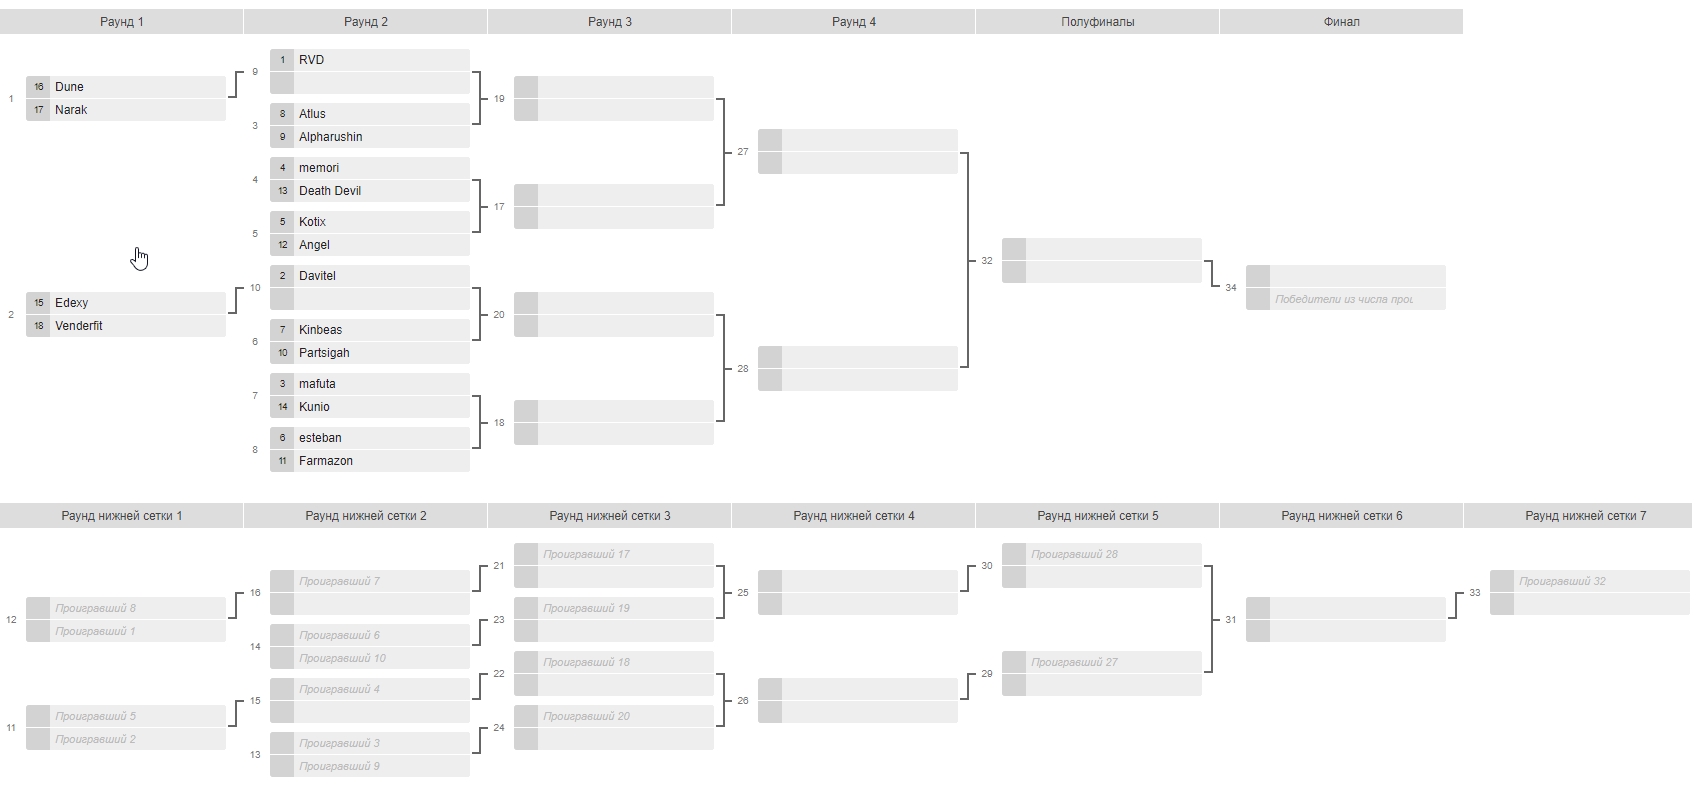 Раунд 1
Раунд 2
Раунд 3
Раунд 4
Полуфиналы
Финал
1
16 Dune
17 Narak
2
15 Edexy
18 Venderfit
9
1 RVD
3
8 Atlus
9 Alpharushin
4
4 memori
13 Death Devil
5
5 Kotix
12 Angel
10
2 Davitel
6
7 Kinbeas
10 Partsigah
7
3 mafuta
14 Kunio
8
6 esteban
11 Farmazon
19
17
20
18
27
28
32
34
Победители из числа прои
Раунд нижней сетки 1
Раунд нижней сетки 2
Раунд нижней сетки 3
Раунд нижней сетки 4
Раунд нижней сетки 5
Раунд нижней сетки 6
Раунд нижней сетки 7
12
Проигравший 8
Проигравший 1
11
Проигравший 5
Проигравший 2
16
Проигравший 7
14
Проигравший 6
Проигравший 10
15
Проигравший 4
13
Проигравший 3
Проигравший 9
21
Проигравший 17
23
Проигравший 19
22
Проигравший 18
24
Проигравший 20
25
26
30
Проигравший 28
29
Проигравший 27
31
33
Проигравший 32